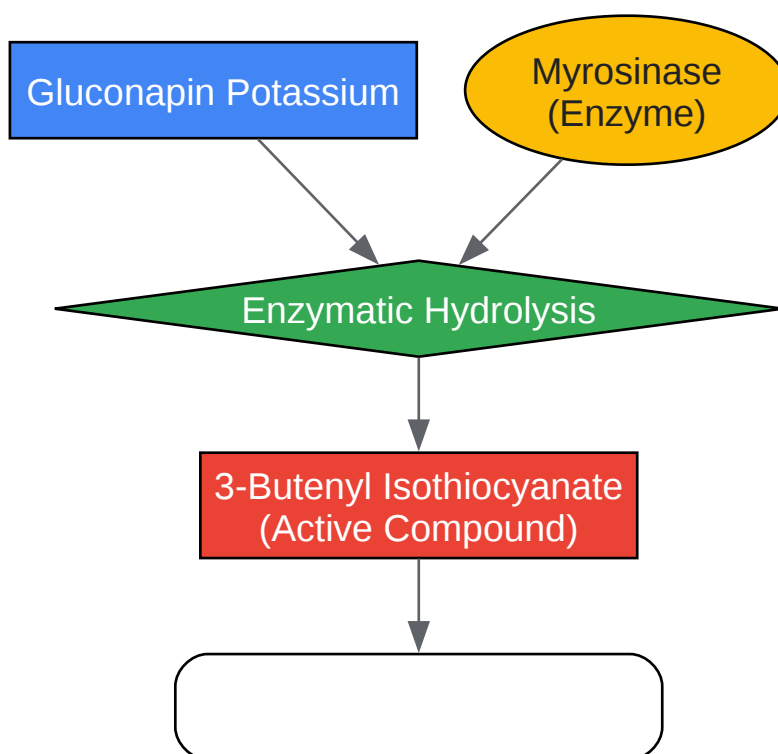 Gluconapin Potassium
Myrosinase
(Enzyme)
Enzymatic Hydrolysis
3-Butenyl Isothiocyanate
(Active Compound)